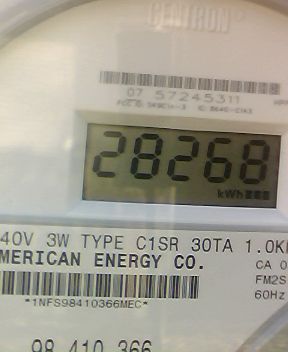 CENTRON®
07 57245311
28268
kWh
40V 3W TYPE C1SR 30TA 1.0K
MERICAN ENERGY CO.
CA 0
FM2S
60Hz
*1NFS98410366MEC*
98 410 366